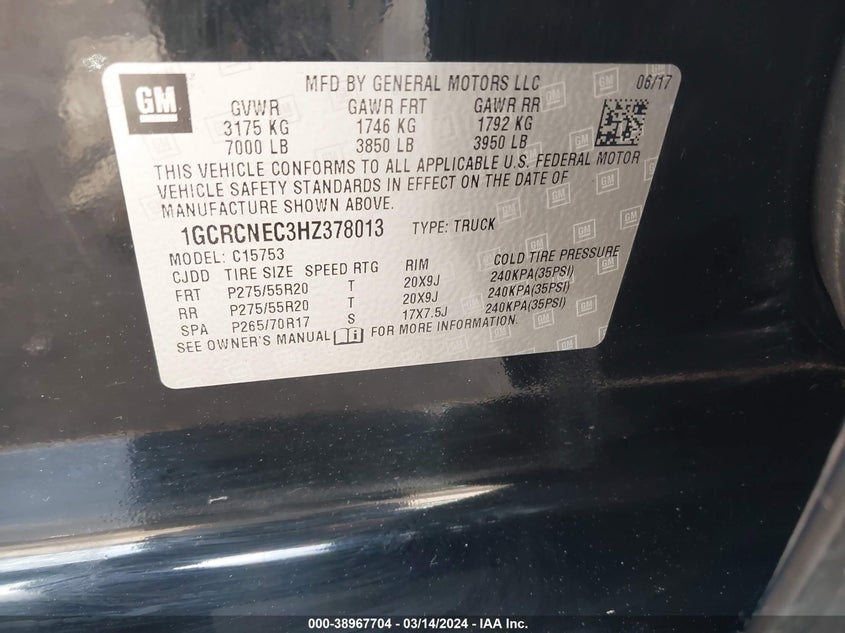 GM
MFD BY GENERAL MOTORS LLC 06/17
GVWR GAWR FRT GAWR RR
3175 KG 1746 KG 1792 KG
7000 LB 3850 LB 3950 LB
THIS VEHICLE CONFORMS TO ALL APPLICABLE U.S. FEDERAL MOTOR
VEHICLE SAFETY STANDARDS IN EFFECT ON THE DATE OF
MANUFACTURE SHOWN ABOVE.
1GCRCNEC3HZ378013 TYPE: TRUCK
MODEL: C15753
CJDD TIRE SIZE SPEED RTG RIM COLD TIRE PRESSURE
FRT P275/55R20 T 20X9J 240KPA(35PSI)
RR P275/55R20 T 20X9J 240KPA(35PSI)
SPA P265/70R17 S 17X7.5J 240KPA(35PSI)
SEE OWNER'S MANUAL FOR MORE INFORMATION.
000-38967704 - 03/14/2024 - IAA Inc.